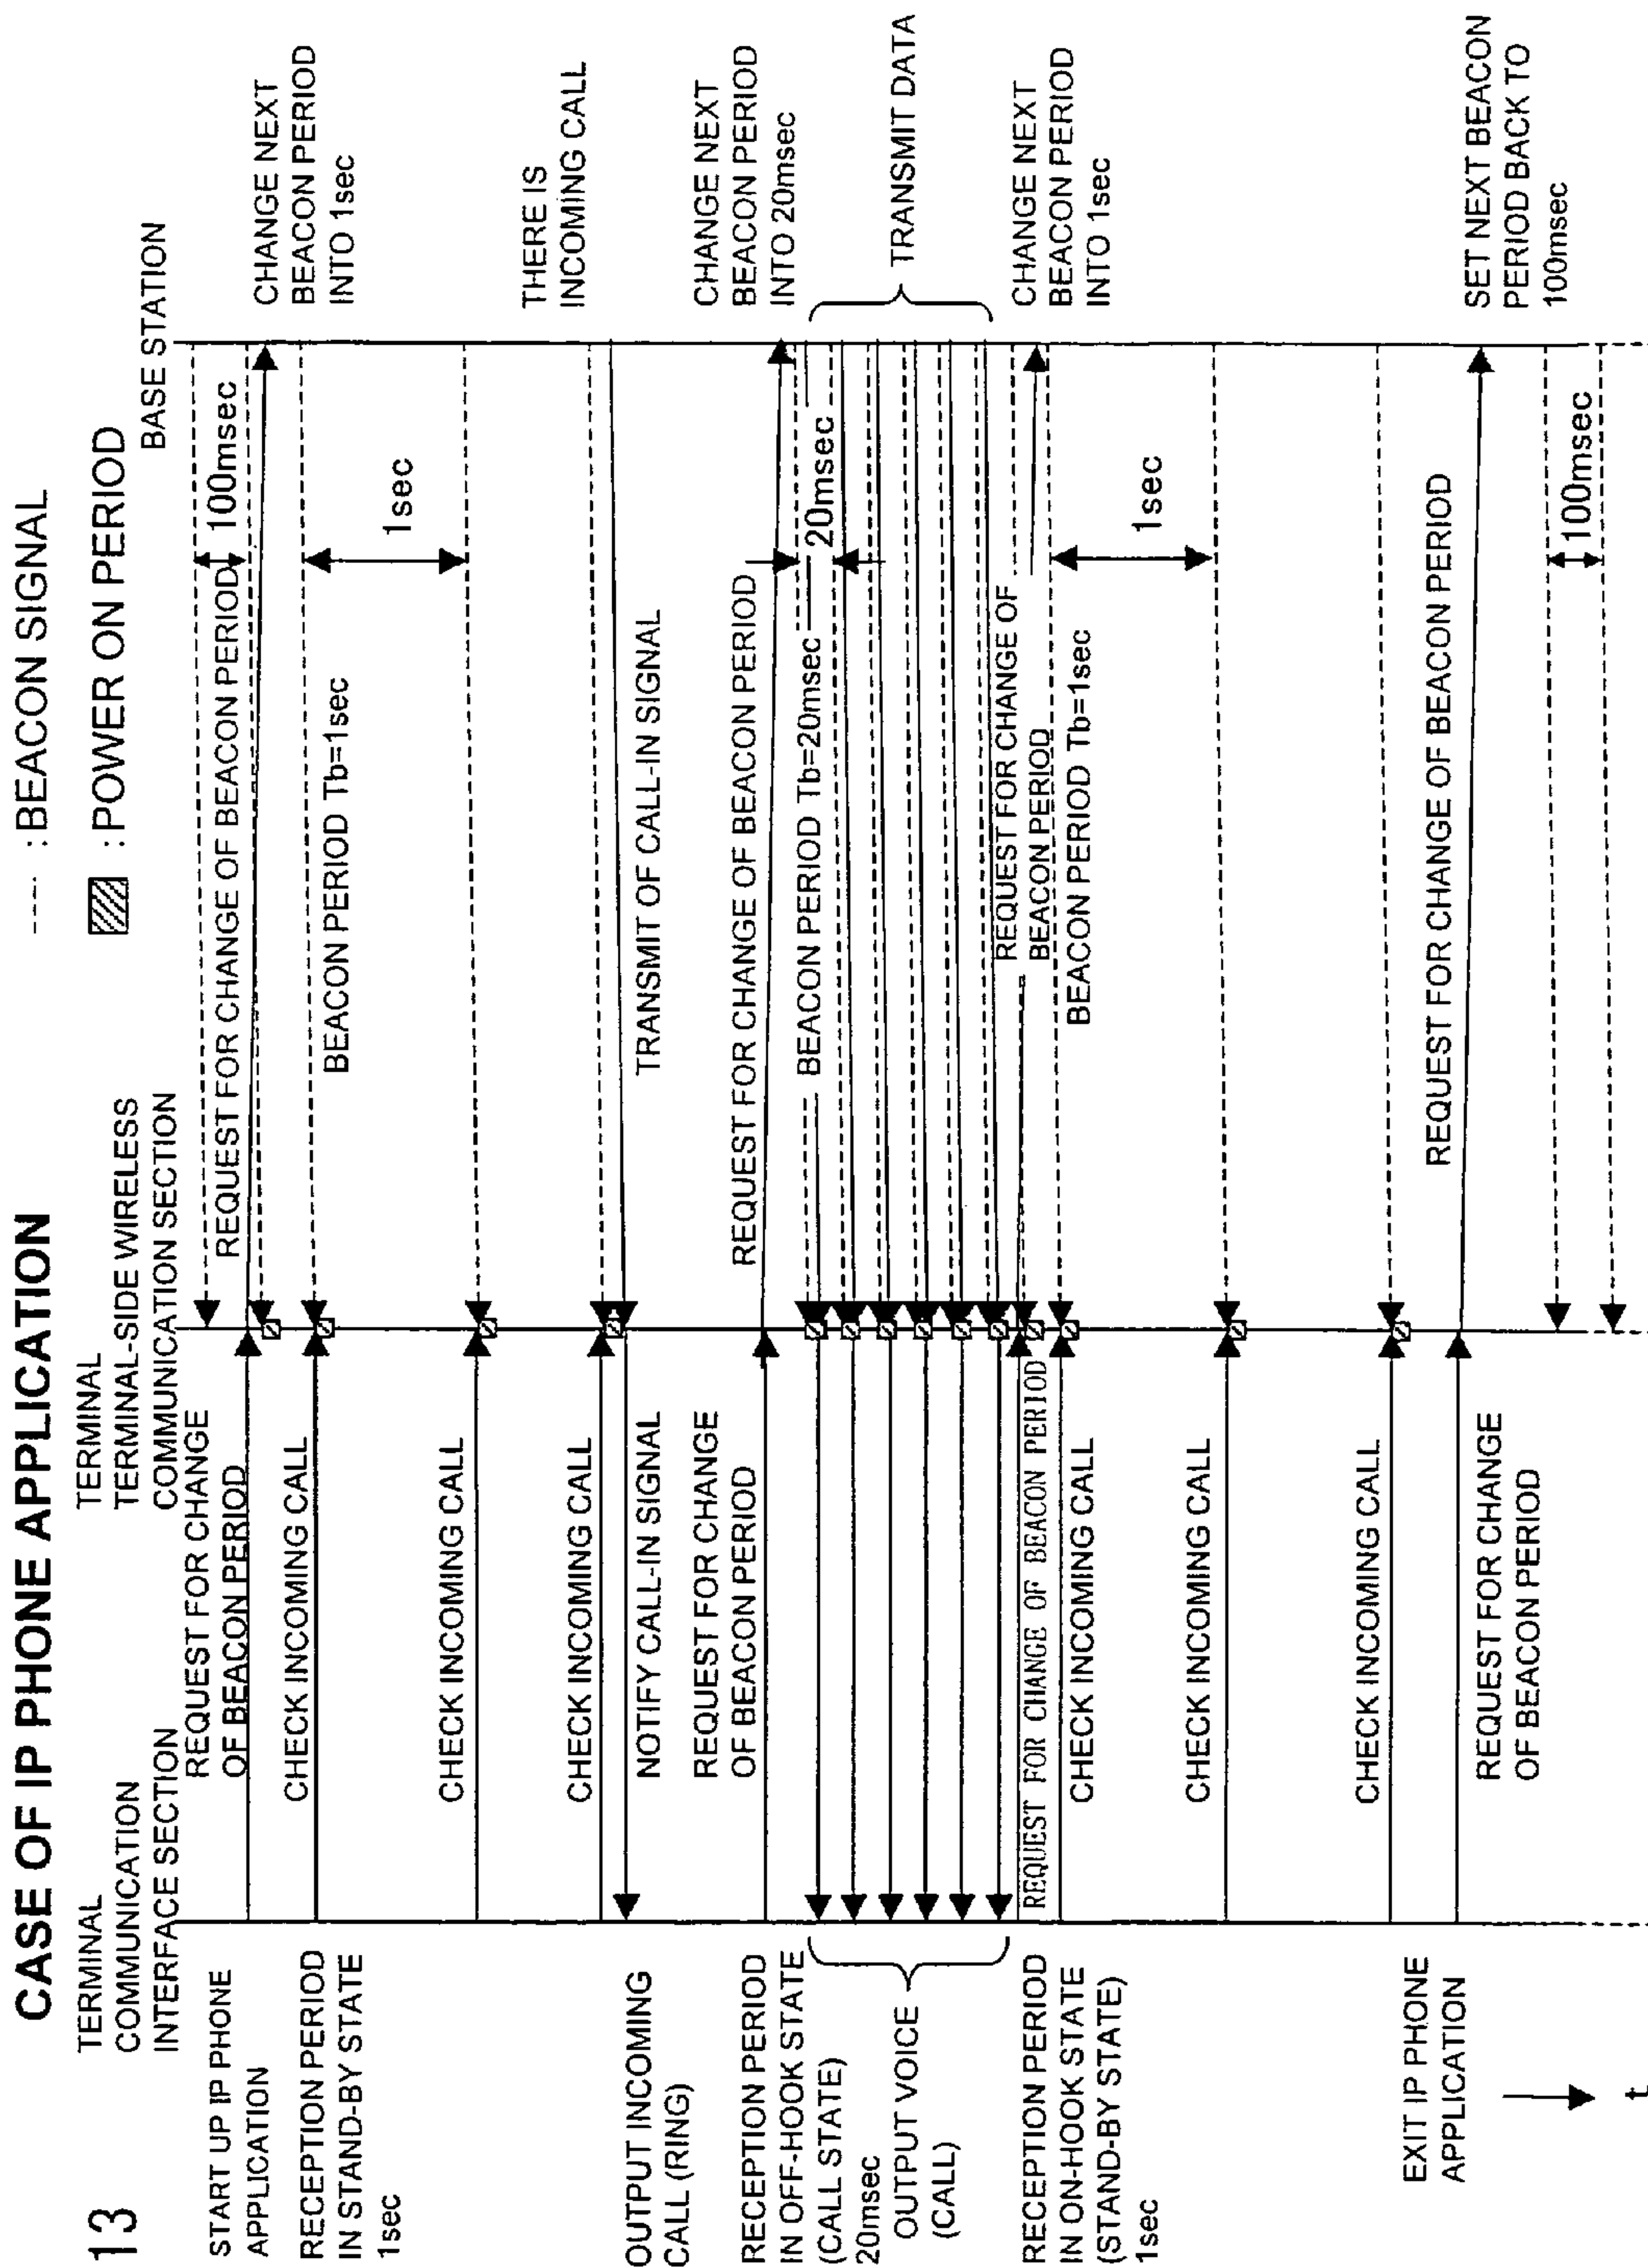 13
CASE OF IP PHONE APPLICATION
---- : BEACON SIGNAL
: POWER ON PERIOD
TERMINAL
COMMUNICATION
INTERFACE SECTION
TERMINAL
TERMINAL-SIDE WIRELESS
COMMUNICATION SECTION
BASE STATION
START UP IP PHONE
APPLICATION
REQUEST FOR CHANGE
OF BEACON PERIOD
REQUEST FOR CHANGE OF BEACON PERIOD
100msec
CHANGE NEXT
BEACON PERIOD
INTO 1sec
RECEPTION PERIOD
IN STAND-BY STATE
1sec
CHECK INCOMING CALL
BEACON PERIOD Tb=1sec
1sec
CHECK INCOMING CALL
CHECK INCOMING CALL
THERE IS
INCOMING CALL
OUTPUT INCOMING
CALL (RING)
NOTIFY CALL-IN SIGNAL
TRANSMIT OF CALL-IN SIGNAL
RECEPTION PERIOD
IN OFF-HOOK STATE
(CALL STATE)
20msec
REQUEST FOR CHANGE
OF BEACON PERIOD
REQUEST FOR CHANGE OF BEACON PERIOD
CHANGE NEXT
BEACON PERIOD
INTO 20msec
BEACON PERIOD Tb=20msec
20msec
OUTPUT VOICE
(CALL)
TRANSMIT DATA
RECEPTION PERIOD
IN ON-HOOK STATE
(STAND-BY STATE)
1sec
REQUEST FOR CHANGE OF BEACON PERIOD
REQUEST FOR CHANGE OF
BEACON PERIOD
CHANGE NEXT
BEACON PERIOD
INTO 1sec
CHECK INCOMING CALL
BEACON PERIOD Tb=1sec
1sec
CHECK INCOMING CALL
CHECK INCOMING CALL
EXIT IP PHONE
APPLICATION
REQUEST FOR CHANGE
OF BEACON PERIOD
REQUEST FOR CHANGE OF BEACON PERIOD
SET NEXT BEACON
PERIOD BACK TO
100msec
100msec
t